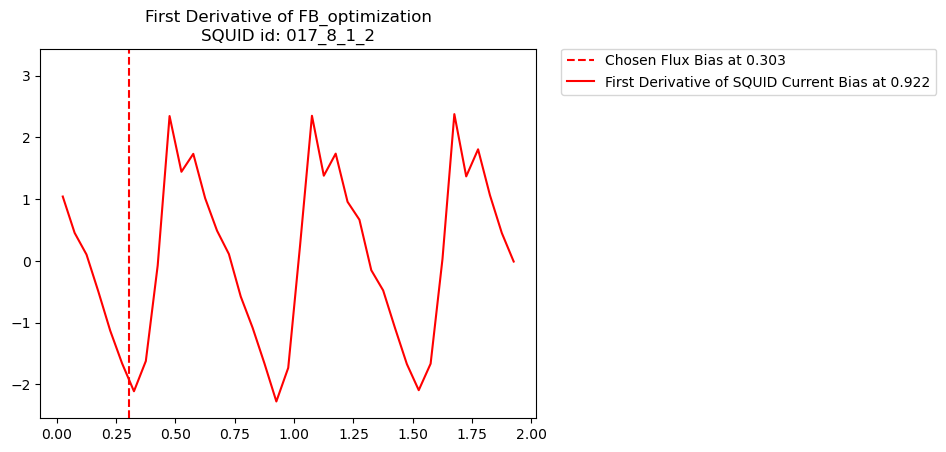 First Derivative of FB_optimization
SQUID id: 017_8_1_2
Chosen Flux Bias at 0.303
First Derivative of SQUID Current Bias at 0.922
3
2
1
0
−1
−2
0.00 0.25 0.50 0.75 1.00 1.25 1.50 1.75 2.00